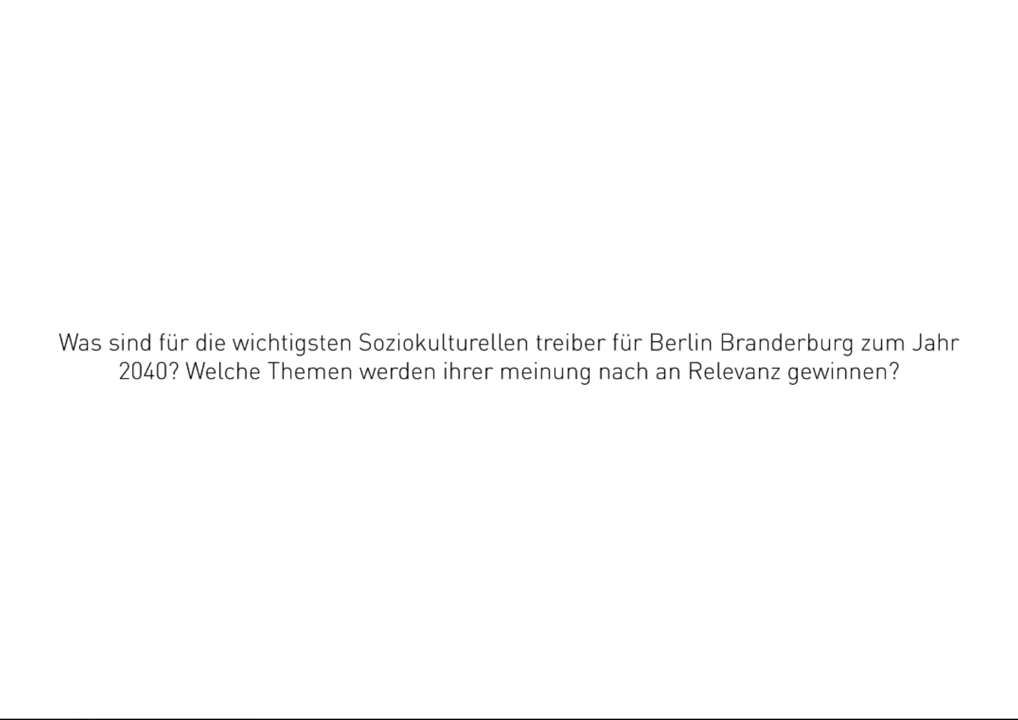 Was sind für die wichtigsten Soziokulturellen treiber für Berlin Branderburg zum Jahr
2040? Welche Themen werden ihrer meinung nach an Relevanz gewinnen?